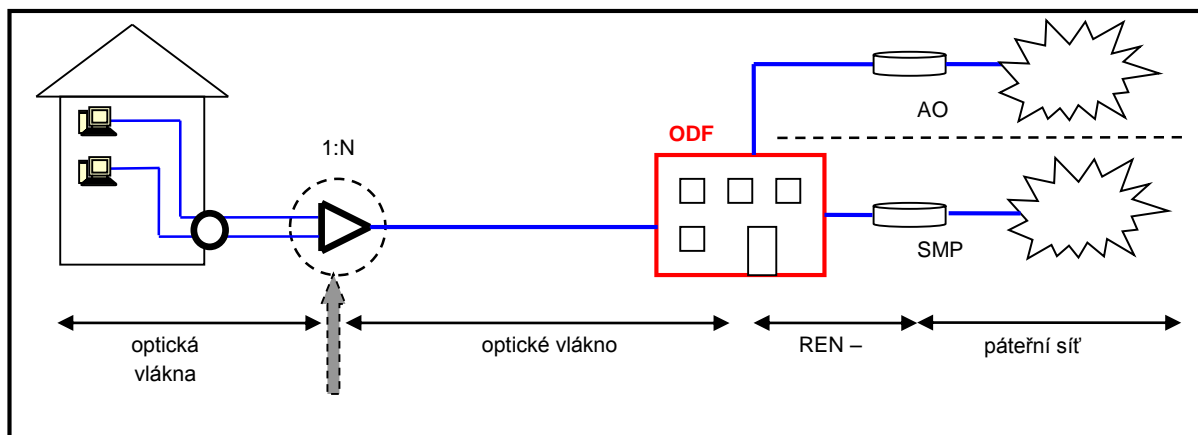 AO
ODF
1:N
SMP
optická
vlákna
optické vlákno
REN –
páteřní síť